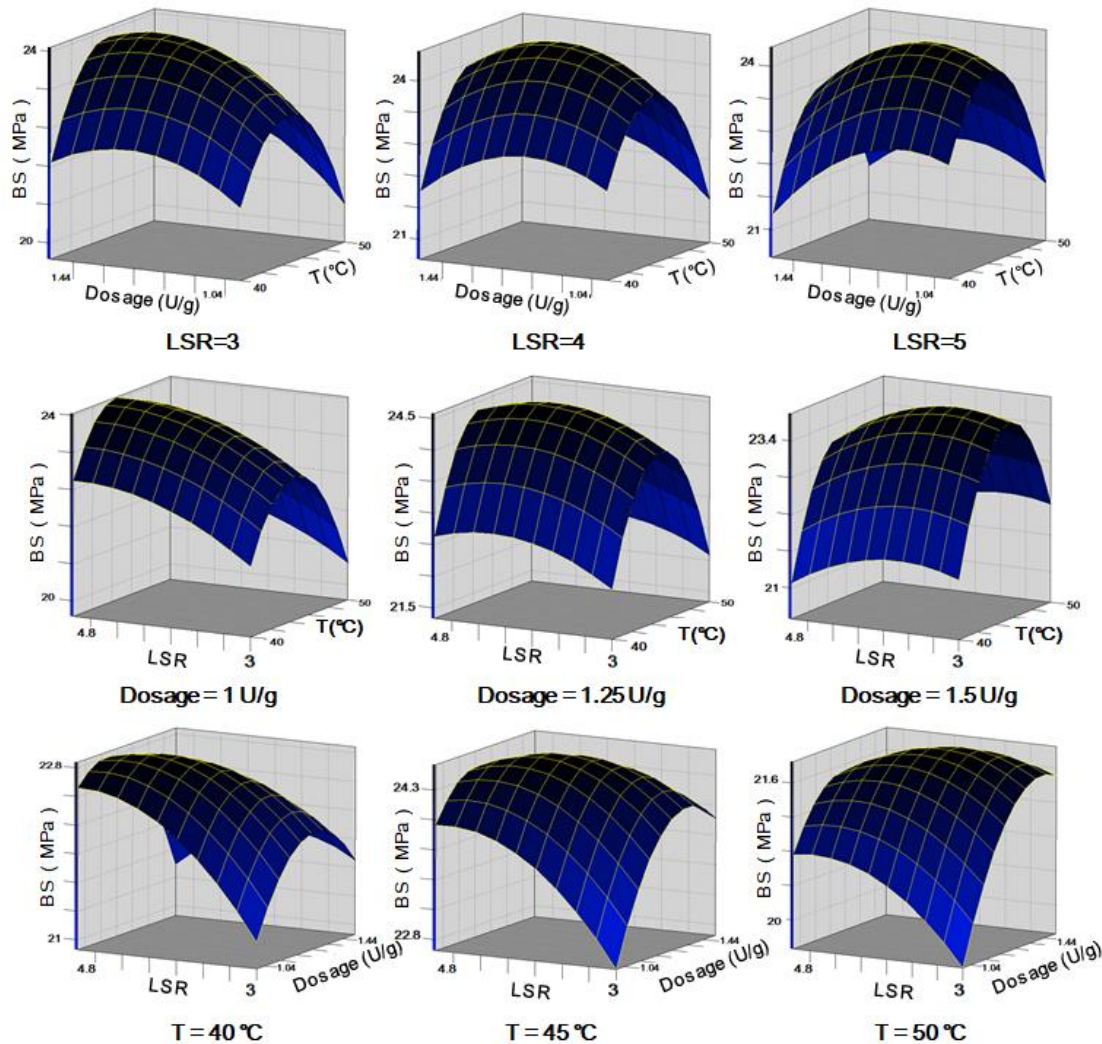 24
BS ( MPa )
20
1.44
Dosage (U/g)
1.04
40
T(°C)
50
LSR=3
24
BS ( MPa )
21
1.44
Dosage (U/g)
1.04
40
T(°C)
50
LSR=4
24
BS ( MPa )
21
1.44
Dosage (U/g)
1.04
40
T(°C)
50
LSR=5
24
BS ( MPa )
20
4.8
LSR
3
40
T(°C)
50
Dosage = 1 U/g
24.5
BS ( MPa )
21.5
4.8
LSR
3
40
T(°C)
50
Dosage = 1.25 U/g
23.4
BS ( MPa )
21
4.8
LSR
3
40
T(°C)
50
Dosage = 1.5 U/g
22.8
BS ( MPa )
21
4.8
LSR
3
1.04
Dosage (U/g)
1.44
T = 40 °C
24.3
BS ( MPa )
22.8
4.8
LSR
3
1.04
Dosage (U/g)
1.44
T = 45 °C
21.6
BS ( MPa )
20
4.8
LSR
3
1.04
Dosage (U/g)
1.44
T = 50 °C